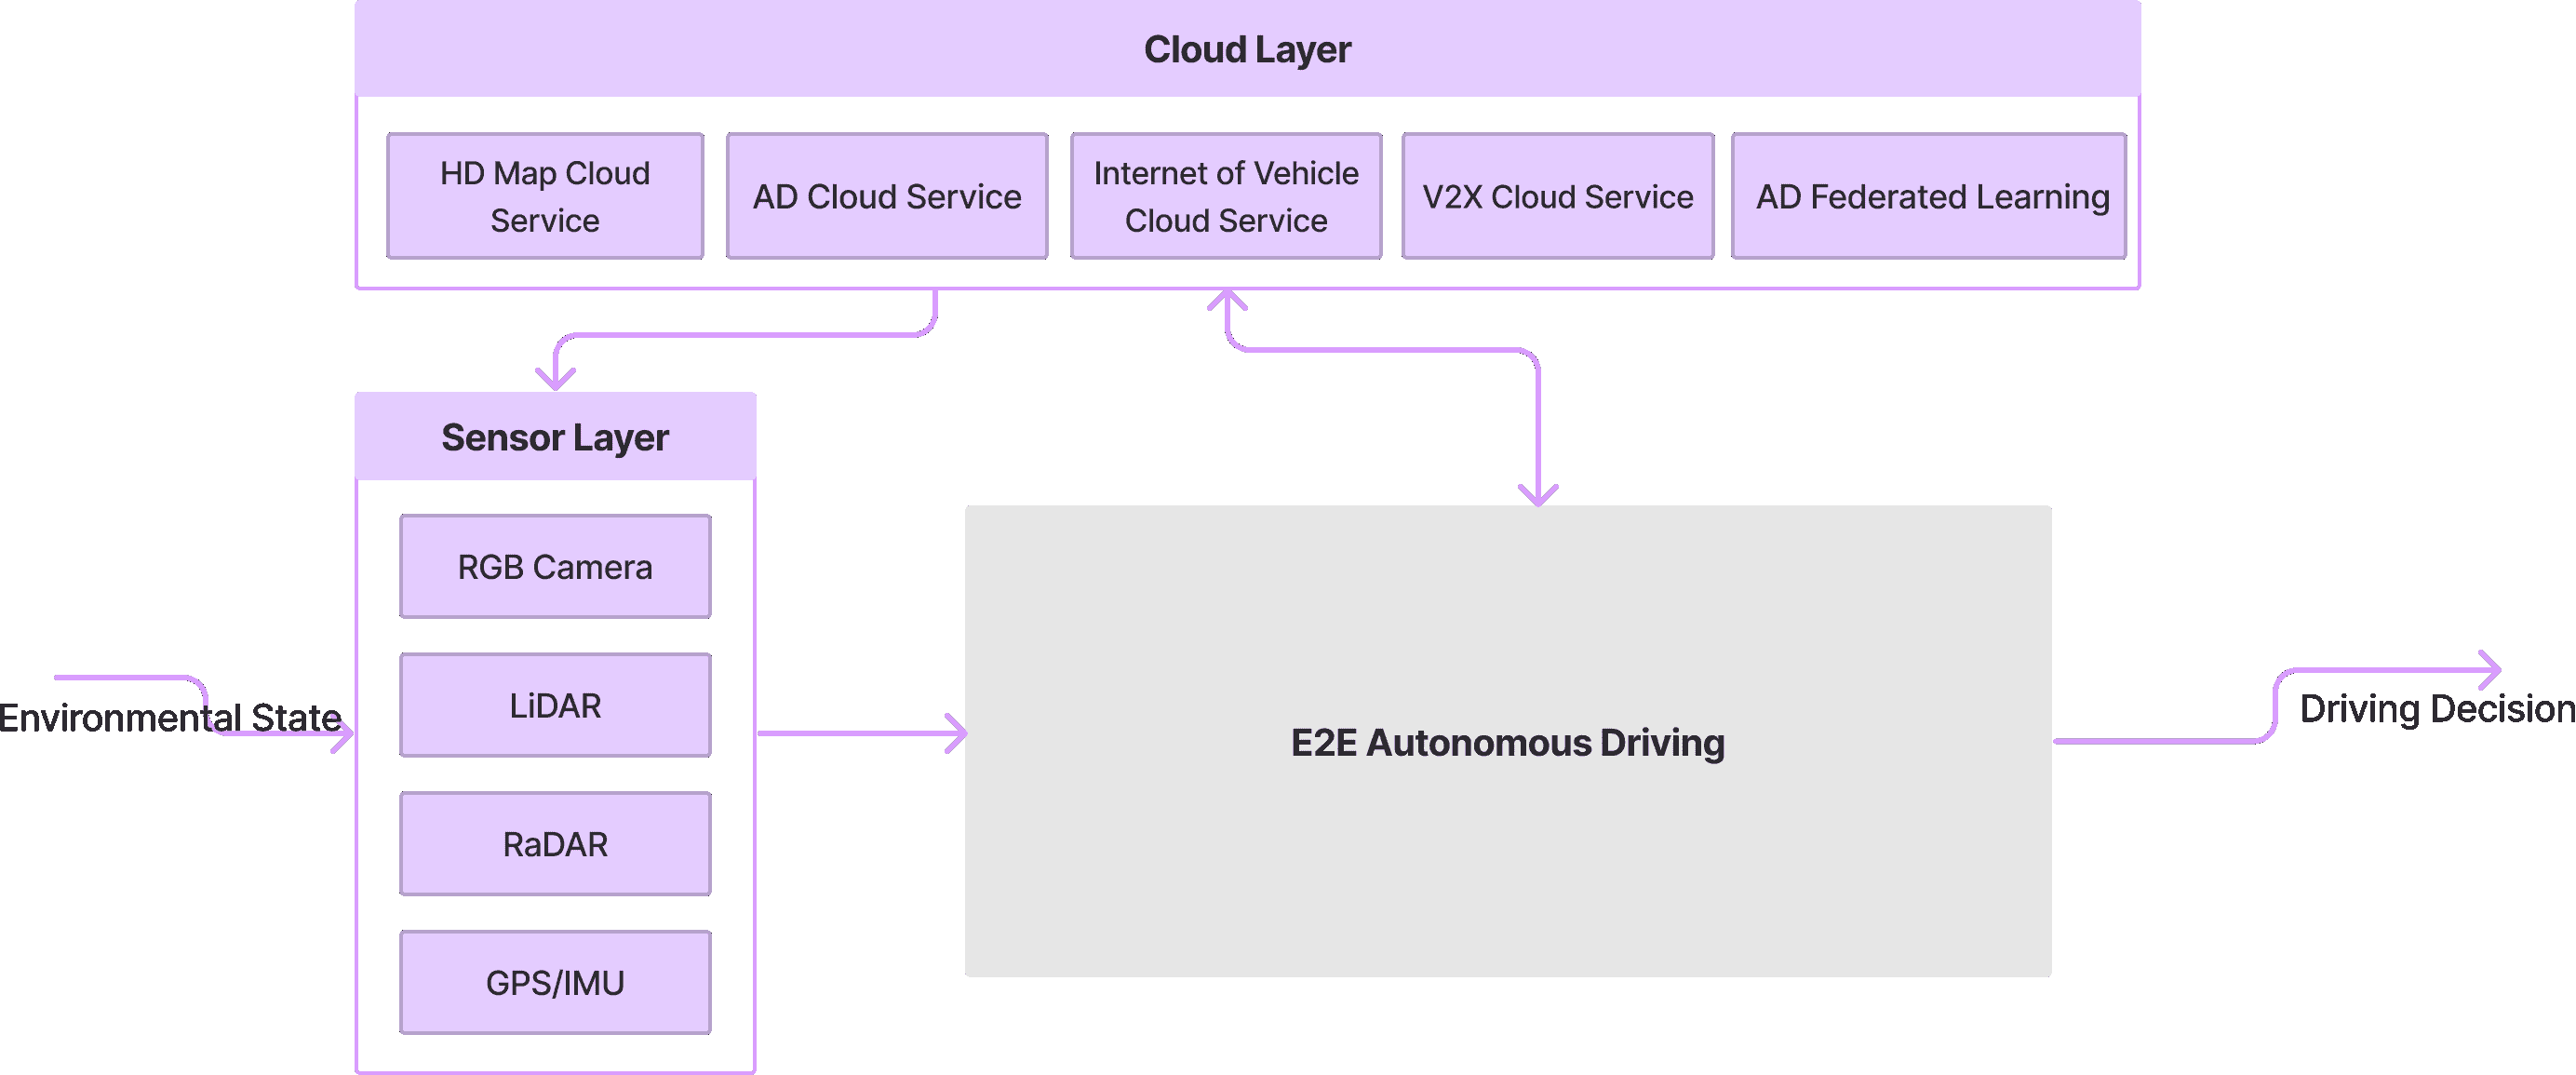 Cloud Layer
HD Map Cloud
Service
AD Cloud Service
Internet of Vehicle
Cloud Service
V2X Cloud Service
AD Federated Learning
Sensor Layer
RGB Camera
LiDAR
RaDAR
GPS/IMU
Environmental State
E2E Autonomous Driving
Driving Decision